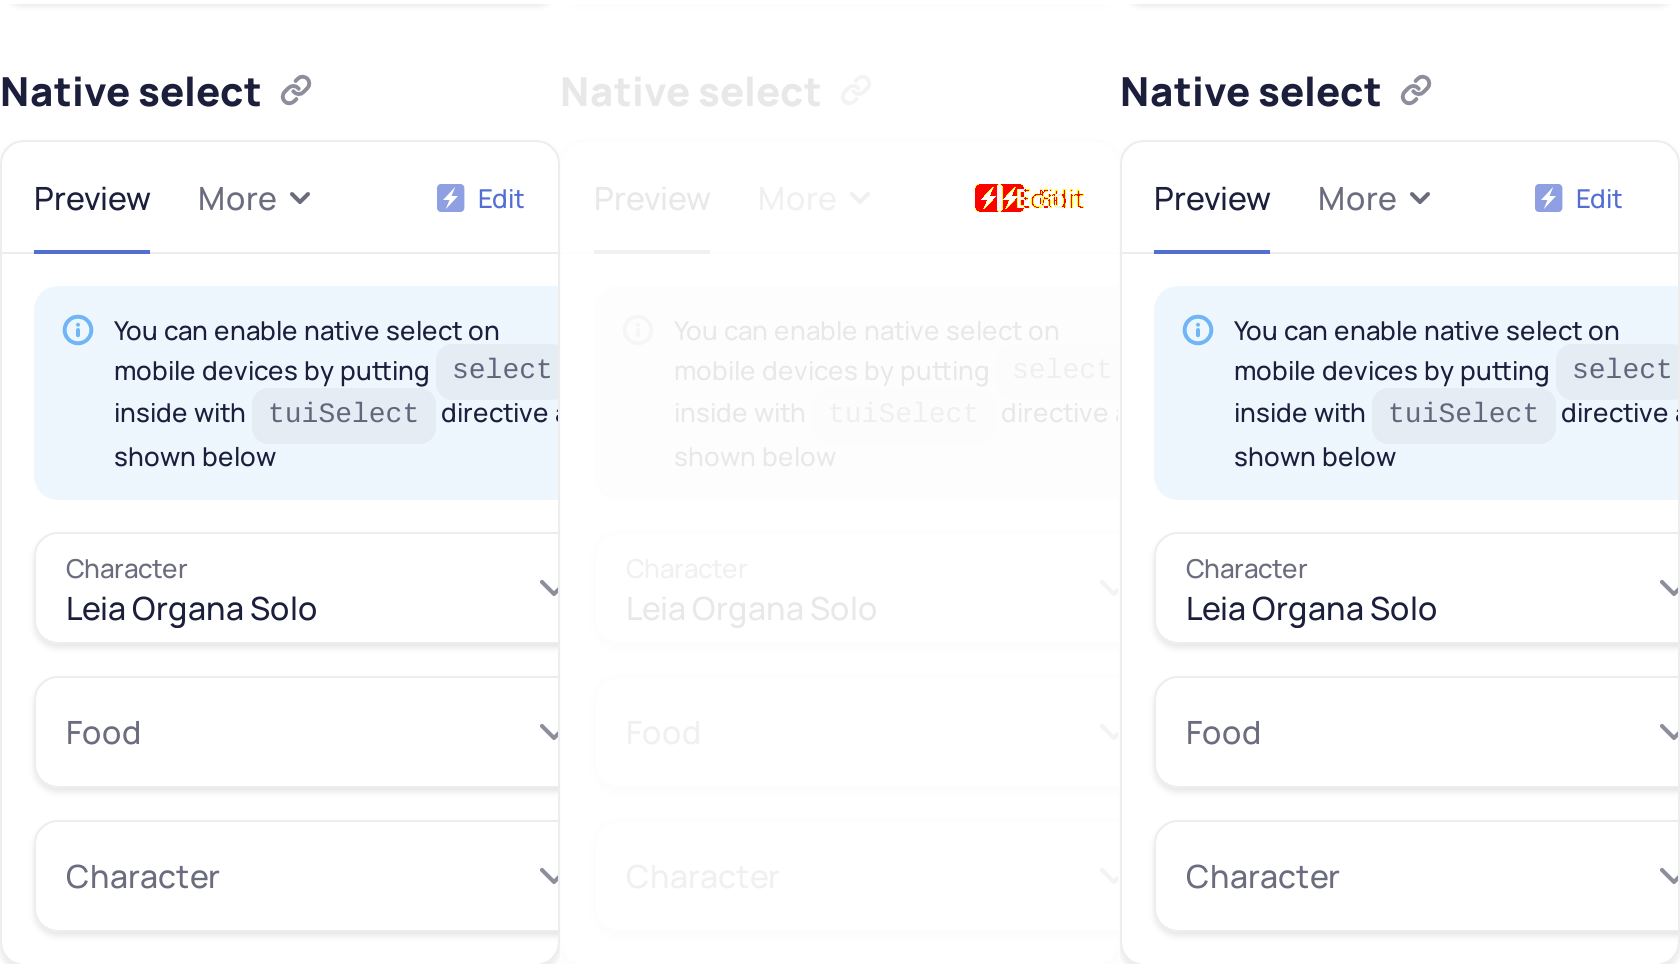 Native select
Preview More Edit
You can enable native select on
mobile devices by putting select
inside with tuiSelect directive
shown below
Character
Leia Organa Solo
Food
Character
Native select
Preview More Edit
You can enable native select on
mobile devices by putting select
inside with tuiSelect directive
shown below
Character
Leia Organa Solo
Food
Character
Native select
Preview More Edit
You can enable native select on
mobile devices by putting select
inside with tuiSelect directive
shown below
Character
Leia Organa Solo
Food
Character